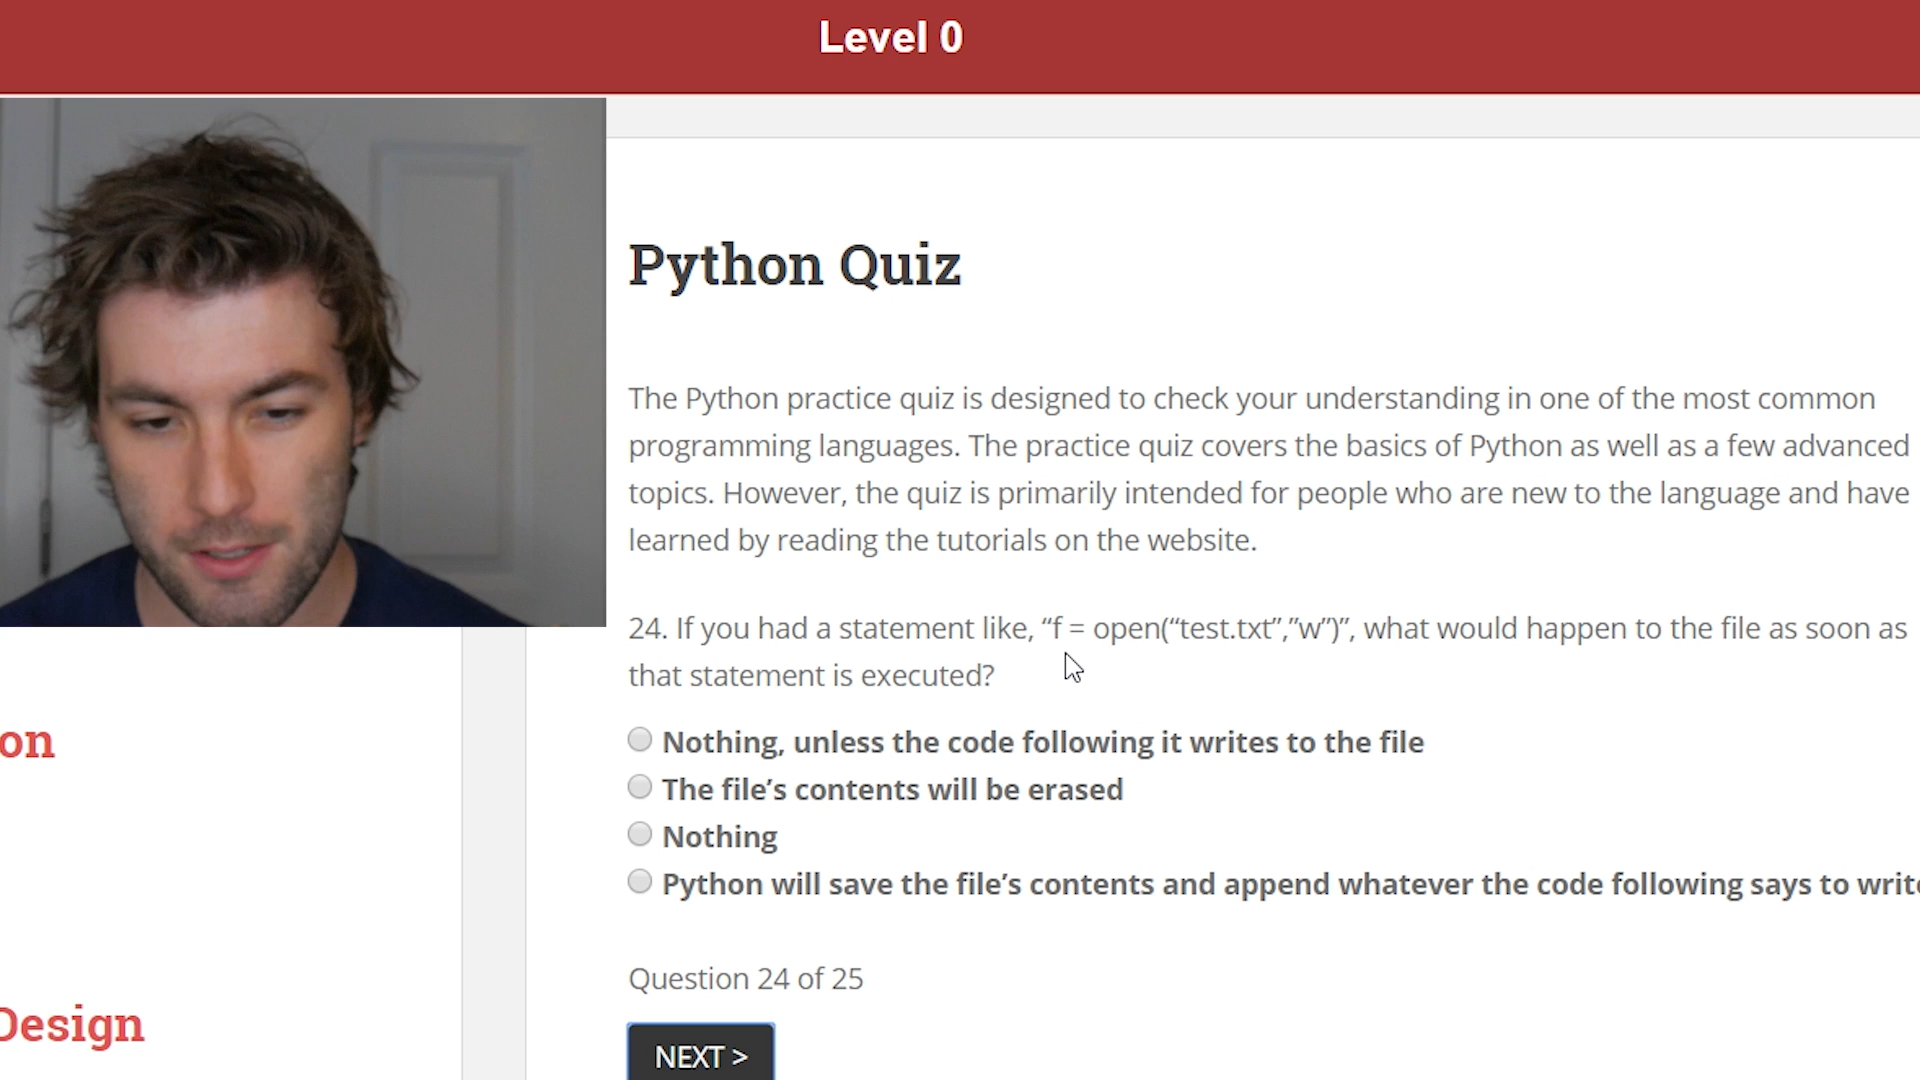 Level 0
Python Quiz
The Python practice quiz is designed to check your understanding in one of the most common
programming languages. The practice quiz covers the basics of Python as well as a few advanced
topics. However, the quiz is primarily intended for people who are new to the language and have
learned by reading the tutorials on the website.
24. If you had a statement like, “f = open(“test.txt”,”w”)”, what would happen to the file as soon as
that statement is executed?
Nothing, unless the code following it writes to the file
The file’s contents will be erased
Nothing
Python will save the file’s contents and append whatever the code following says to write
Question 24 of 25
NEXT >
on
Design